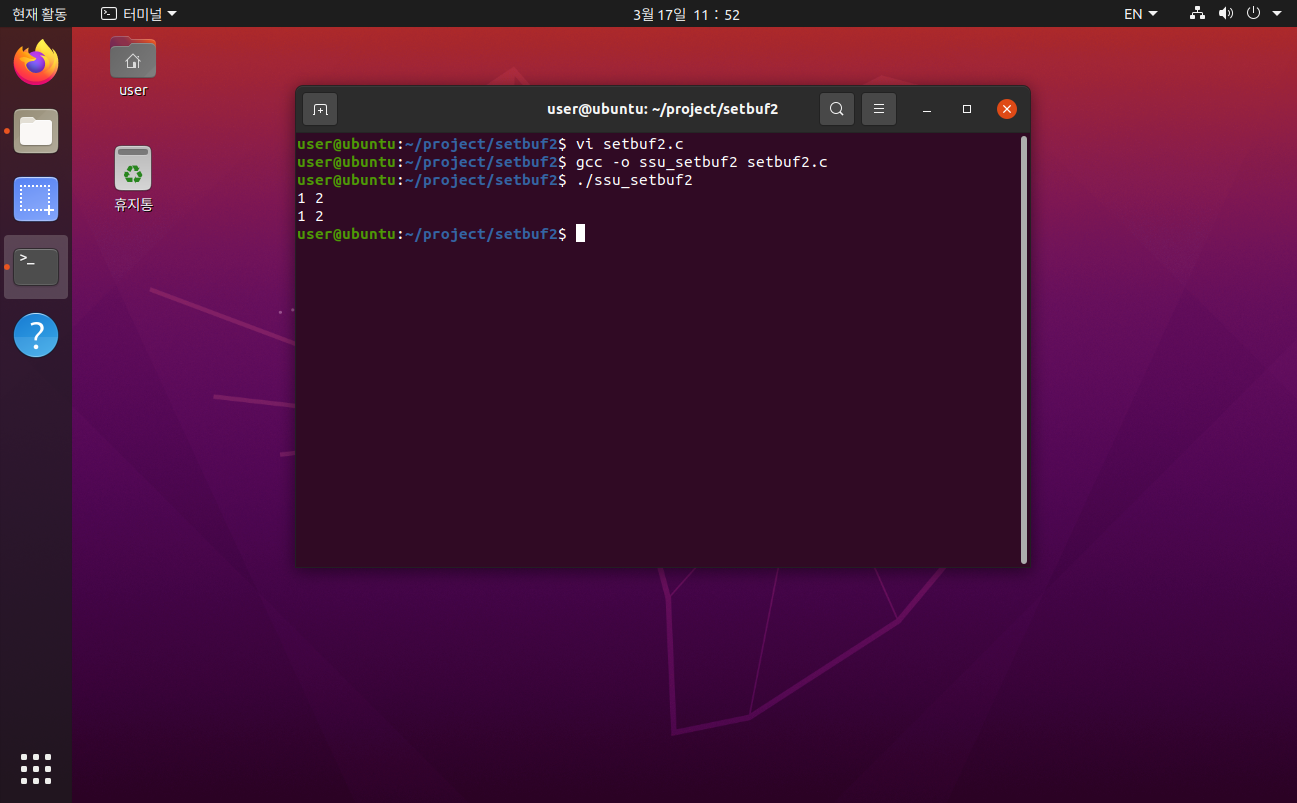 현재 활동 터미널 3월 17일 11 : 52 EN
user
휴지통
user@ubuntu: ~/project/setbuf2
user@ubuntu:~/project/setbuf2$ vi setbuf2.c
user@ubuntu:~/project/setbuf2$ gcc -o ssu_setbuf2 setbuf2.c
user@ubuntu:~/project/setbuf2$ ./ssu_setbuf2
1 2
1 2
user@ubuntu:~/project/setbuf2$